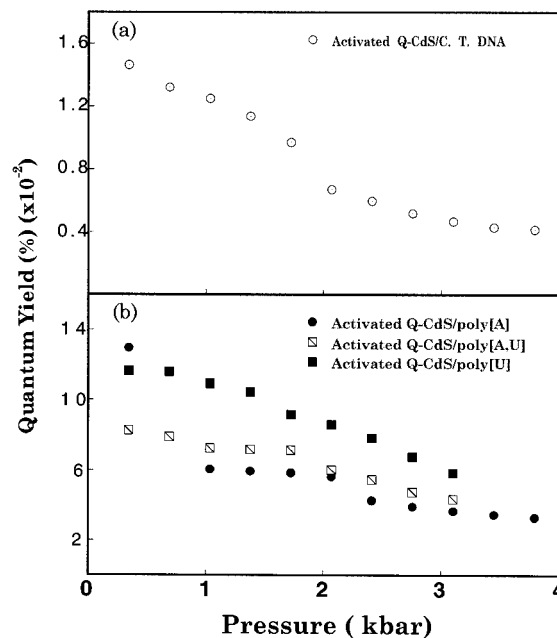 (a)
Activated Q-CdS/C. T. DNA
1.6
1.2
0.8
0.4
Quantum Yield (%) (x10-2)
(b)
Activated Q-CdS/poly[A]
Activated Q-CdS/poly[A,U]
Activated Q-CdS/poly[U]
14
10
6
2
0 1 2 3 4
Pressure ( kbar)